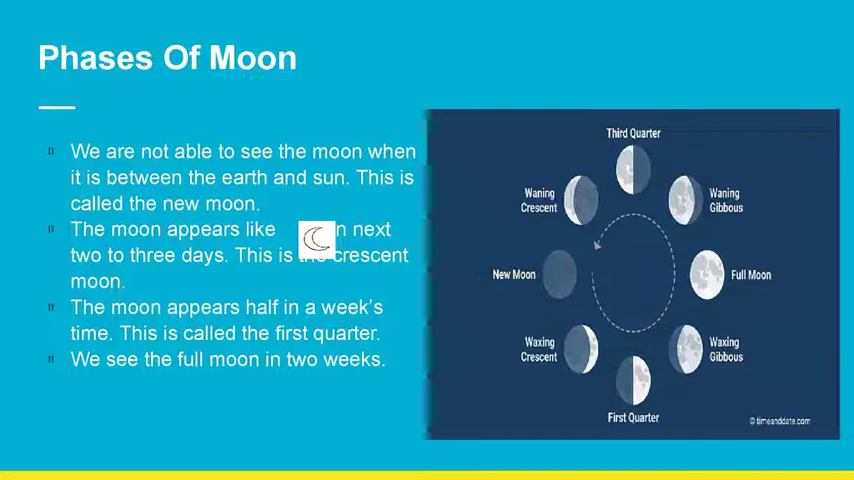 Phases Of Moon
We are not able to see the moon when
it is between the earth and sun. This is
called the new moon.
The moon appears like n next
two to three days. This is the crescent
moon.
The moon appears half in a week's
time. This is called the first quarter.
We see the full moon in two weeks.
Third Quarter
Waning
Crescent
Waning
Gibbous
New Moon
Full Moon
Waxing
Crescent
Waxing
Gibbous
First Quarter
© timeanddate.com